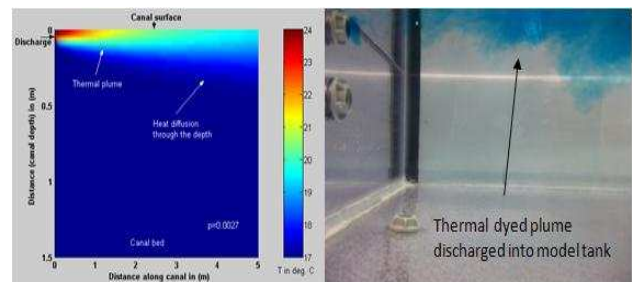 Canal surface
Discharge
Thermal plume
Heat diffusion
through the depth
p=0.0027
Canal bed
Distance (canal depth) in (m)
0
0.5
1
1.5
0 1 2 3 4 5
Distance along canal in (m)
24
23
22
21
20
19
18
17
T in deg. C
Thermal dyed plume
discharged into model tank